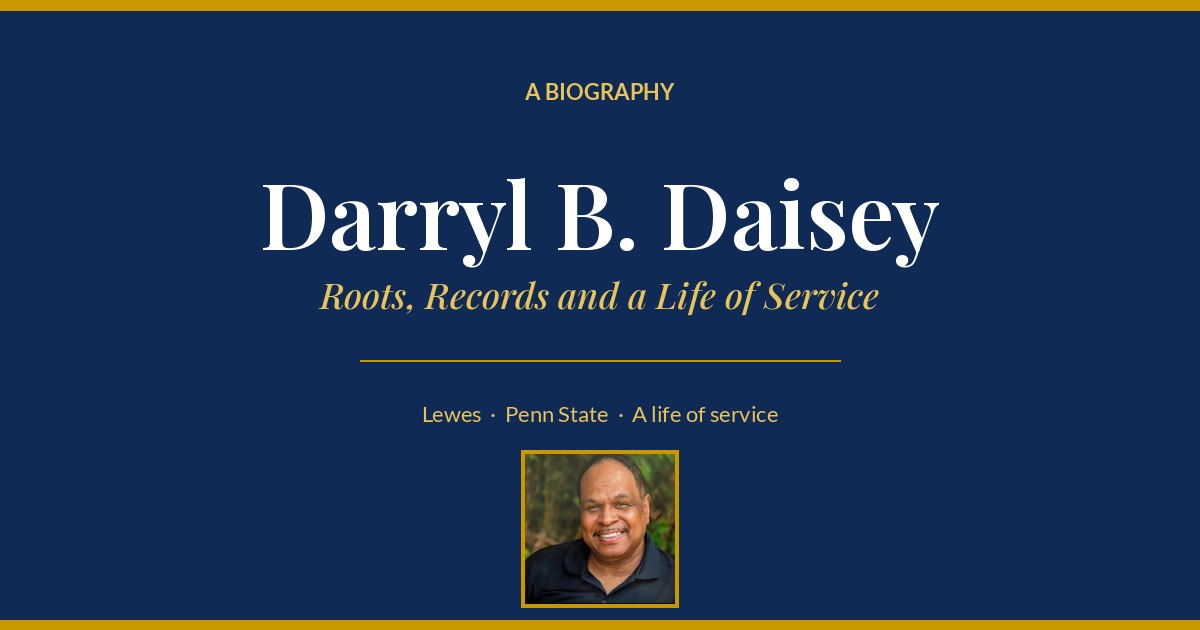 A BIOGRAPHY
Darryl B. Daisey
Roots, Records and a Life of Service
Lewes · Penn State · A life of service